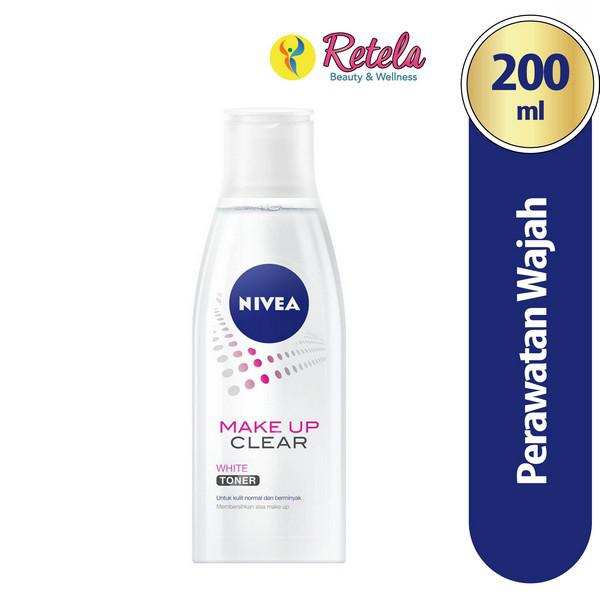 Retela
Beauty & Wellness
200
ml
Perawatan Wajah
NIVEA
MAKE UP
CLEAR
WHITE
TONER
Untuk kulit normal dan berminyak
Membersihkan sisa make up